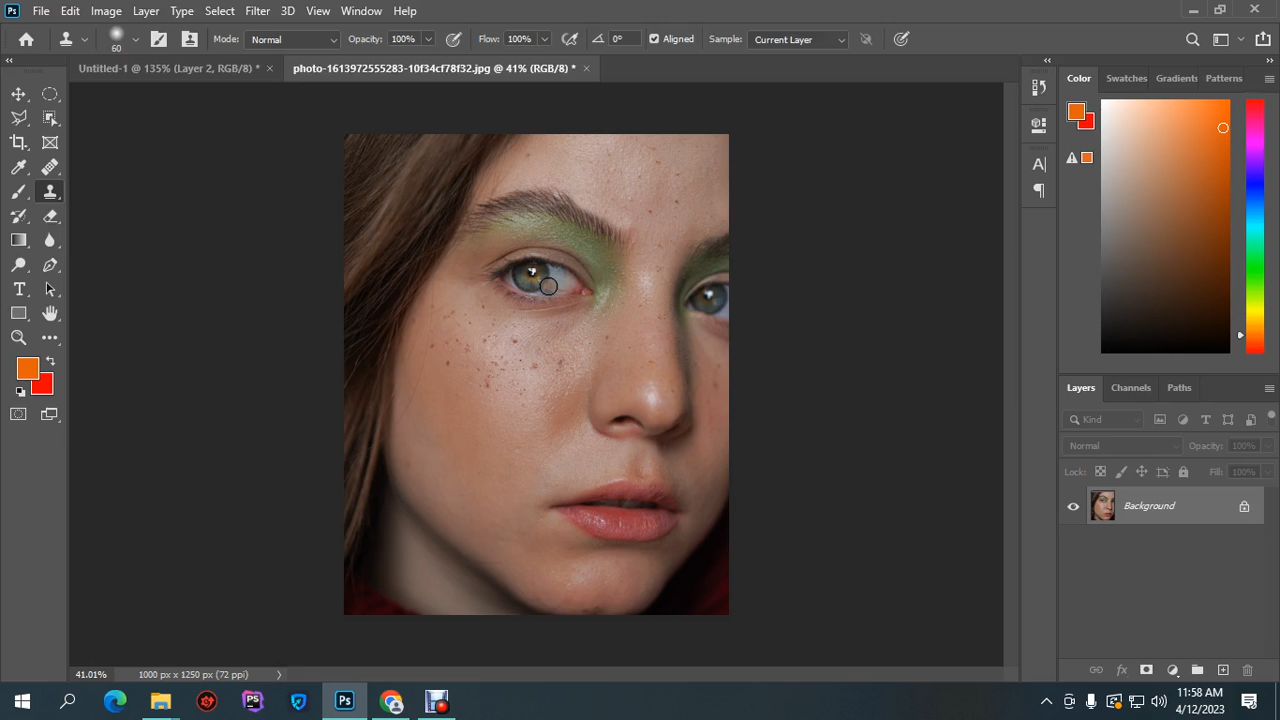 Ps File Edit Image Layer Type Select Filter 3D View Window Help
60 Mode: Normal Opacity: 100% Flow: 100% 0° Aligned Sample: Current Layer
Untitled-1 @ 135% (Layer 2, RGB/8) * × photo-1613972555283-10f34cf78f32.jpg @ 41% (RGB/8) * ×
Color Swatches Gradients Patterns
Layers Channels Paths
Kind
Normal Opacity: 100%
Lock: Fill: 100%
Background
41.01% 1000 px x 1250 px (72 ppi)
PS Ps
11:58 AM
4/12/2023